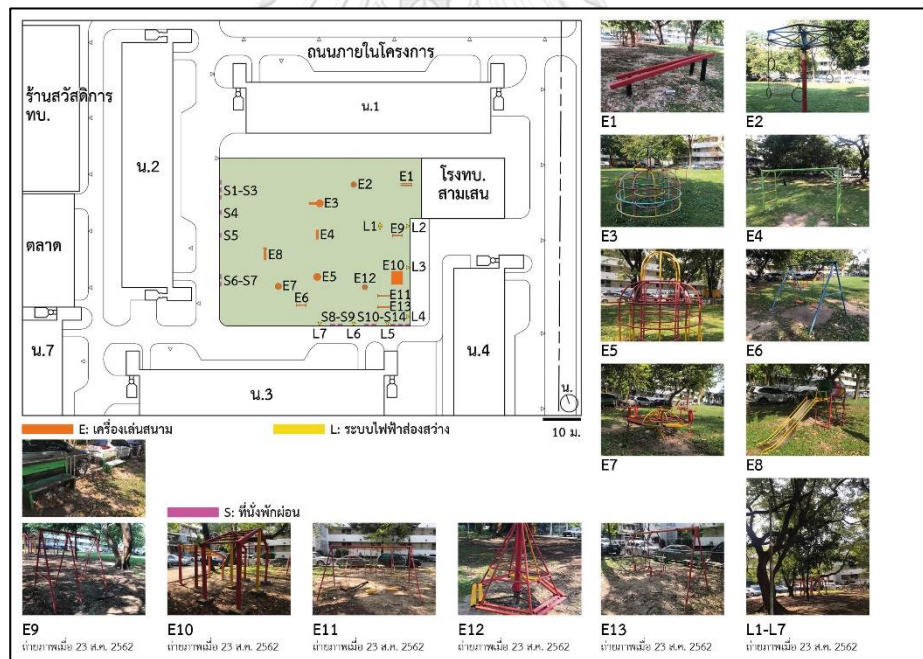 ถนนภายในโครงการ
ร้านสวัสดิการ
ทบ.
น.1
น.2
โรงทบ.
สามเสน
ตลาด
S1-S3
S4
S5
S6-S7
E2
E1
E3
L1
L2
E4
E9
E8
L3
E10
E5
E7
E12
E6
E11
E13
S8-S9
S10-S14
L4
L7
L6
L5
น.7
น.3
น.4
น.
10 ม.
E: เครื่องเล่นสนาม
L: ระบบไฟฟ้าส่องสว่าง
S: ที่นั่งพักผ่อน
E1
E2
E3
E4
E5
E6
E7
E8
E9
ถ่ายภาพเมื่อ 23 ส.ค. 2562
E10
ถ่ายภาพเมื่อ 23 ส.ค. 2562
E11
ถ่ายภาพเมื่อ 23 ส.ค. 2562
E12
ถ่ายภาพเมื่อ 23 ส.ค. 2562
E13
ถ่ายภาพเมื่อ 23 ส.ค. 2562
L1-L7
ถ่ายภาพเมื่อ 23 ส.ค. 2562